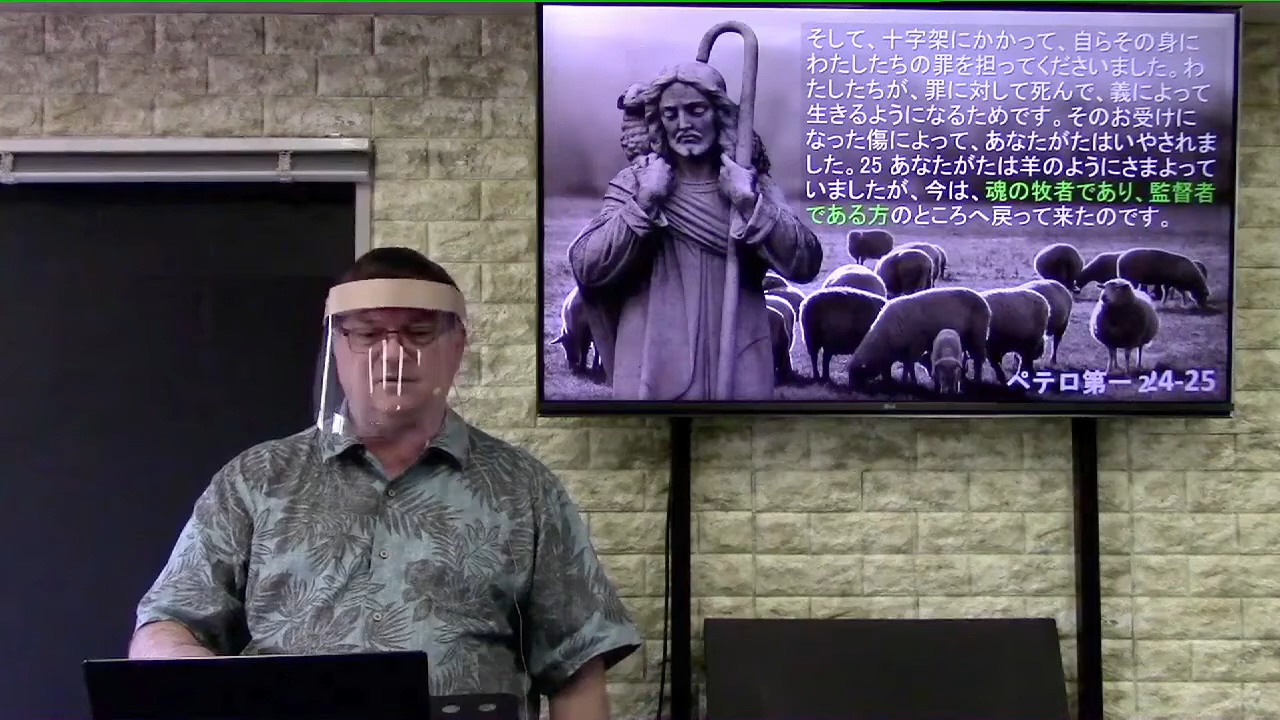 そして、十字架にかかって、自らその身に
わたしたちの罪を担ってくださいました。わ
たしたちが、罪に対して死んで、義によって
生きるようになるためです。そのお受けに
なった傷によって、あなたがたはいやされま
した。25 あなたがたは羊のようにさまよって
いましたが、今は、魂の牧者であり、監督者
である方のところへ戻って来たのです。
ペテロ第一 2/4-25